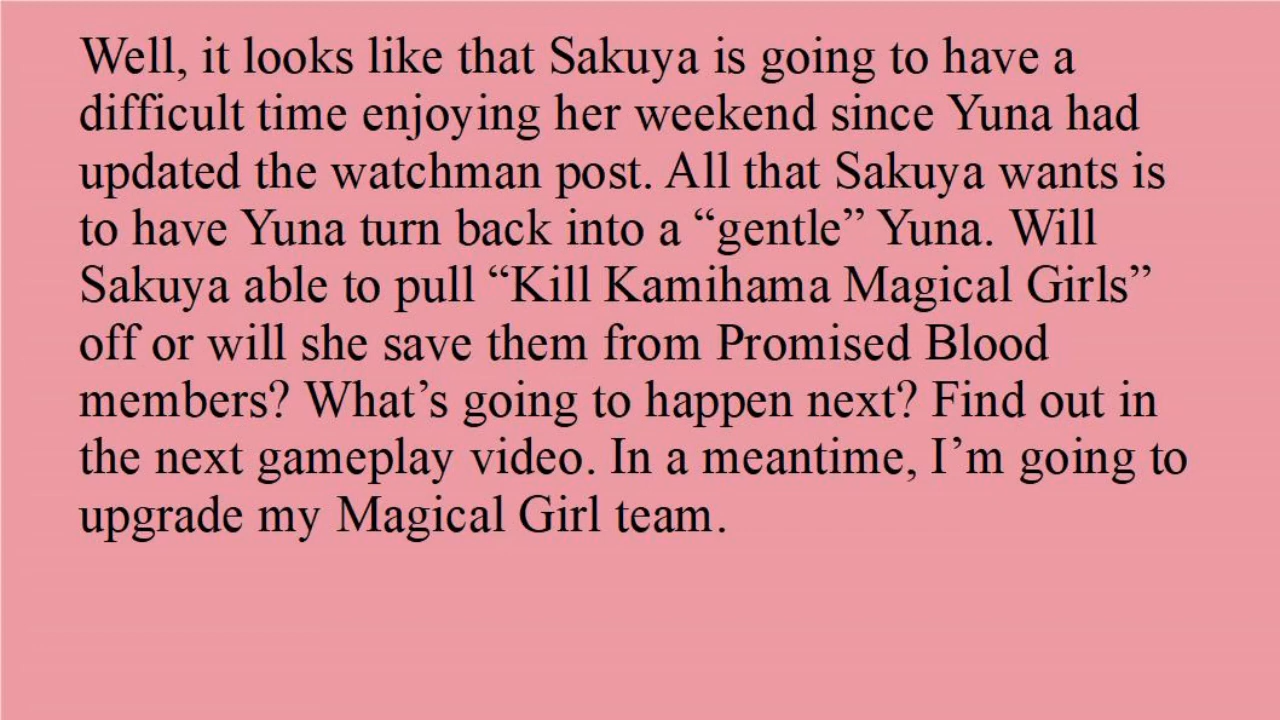 Well, it looks like that Sakuya is going to have a
difficult time enjoying her weekend since Yuna had
updated the watchman post. All that Sakuya wants is
to have Yuna turn back into a “gentle” Yuna. Will
Sakuya able to pull “Kill Kamihama Magical Girls”
off or will she save them from Promised Blood
members? What’s going to happen next? Find out in
the next gameplay video. In a meantime, I’m going to
upgrade my Magical Girl team.